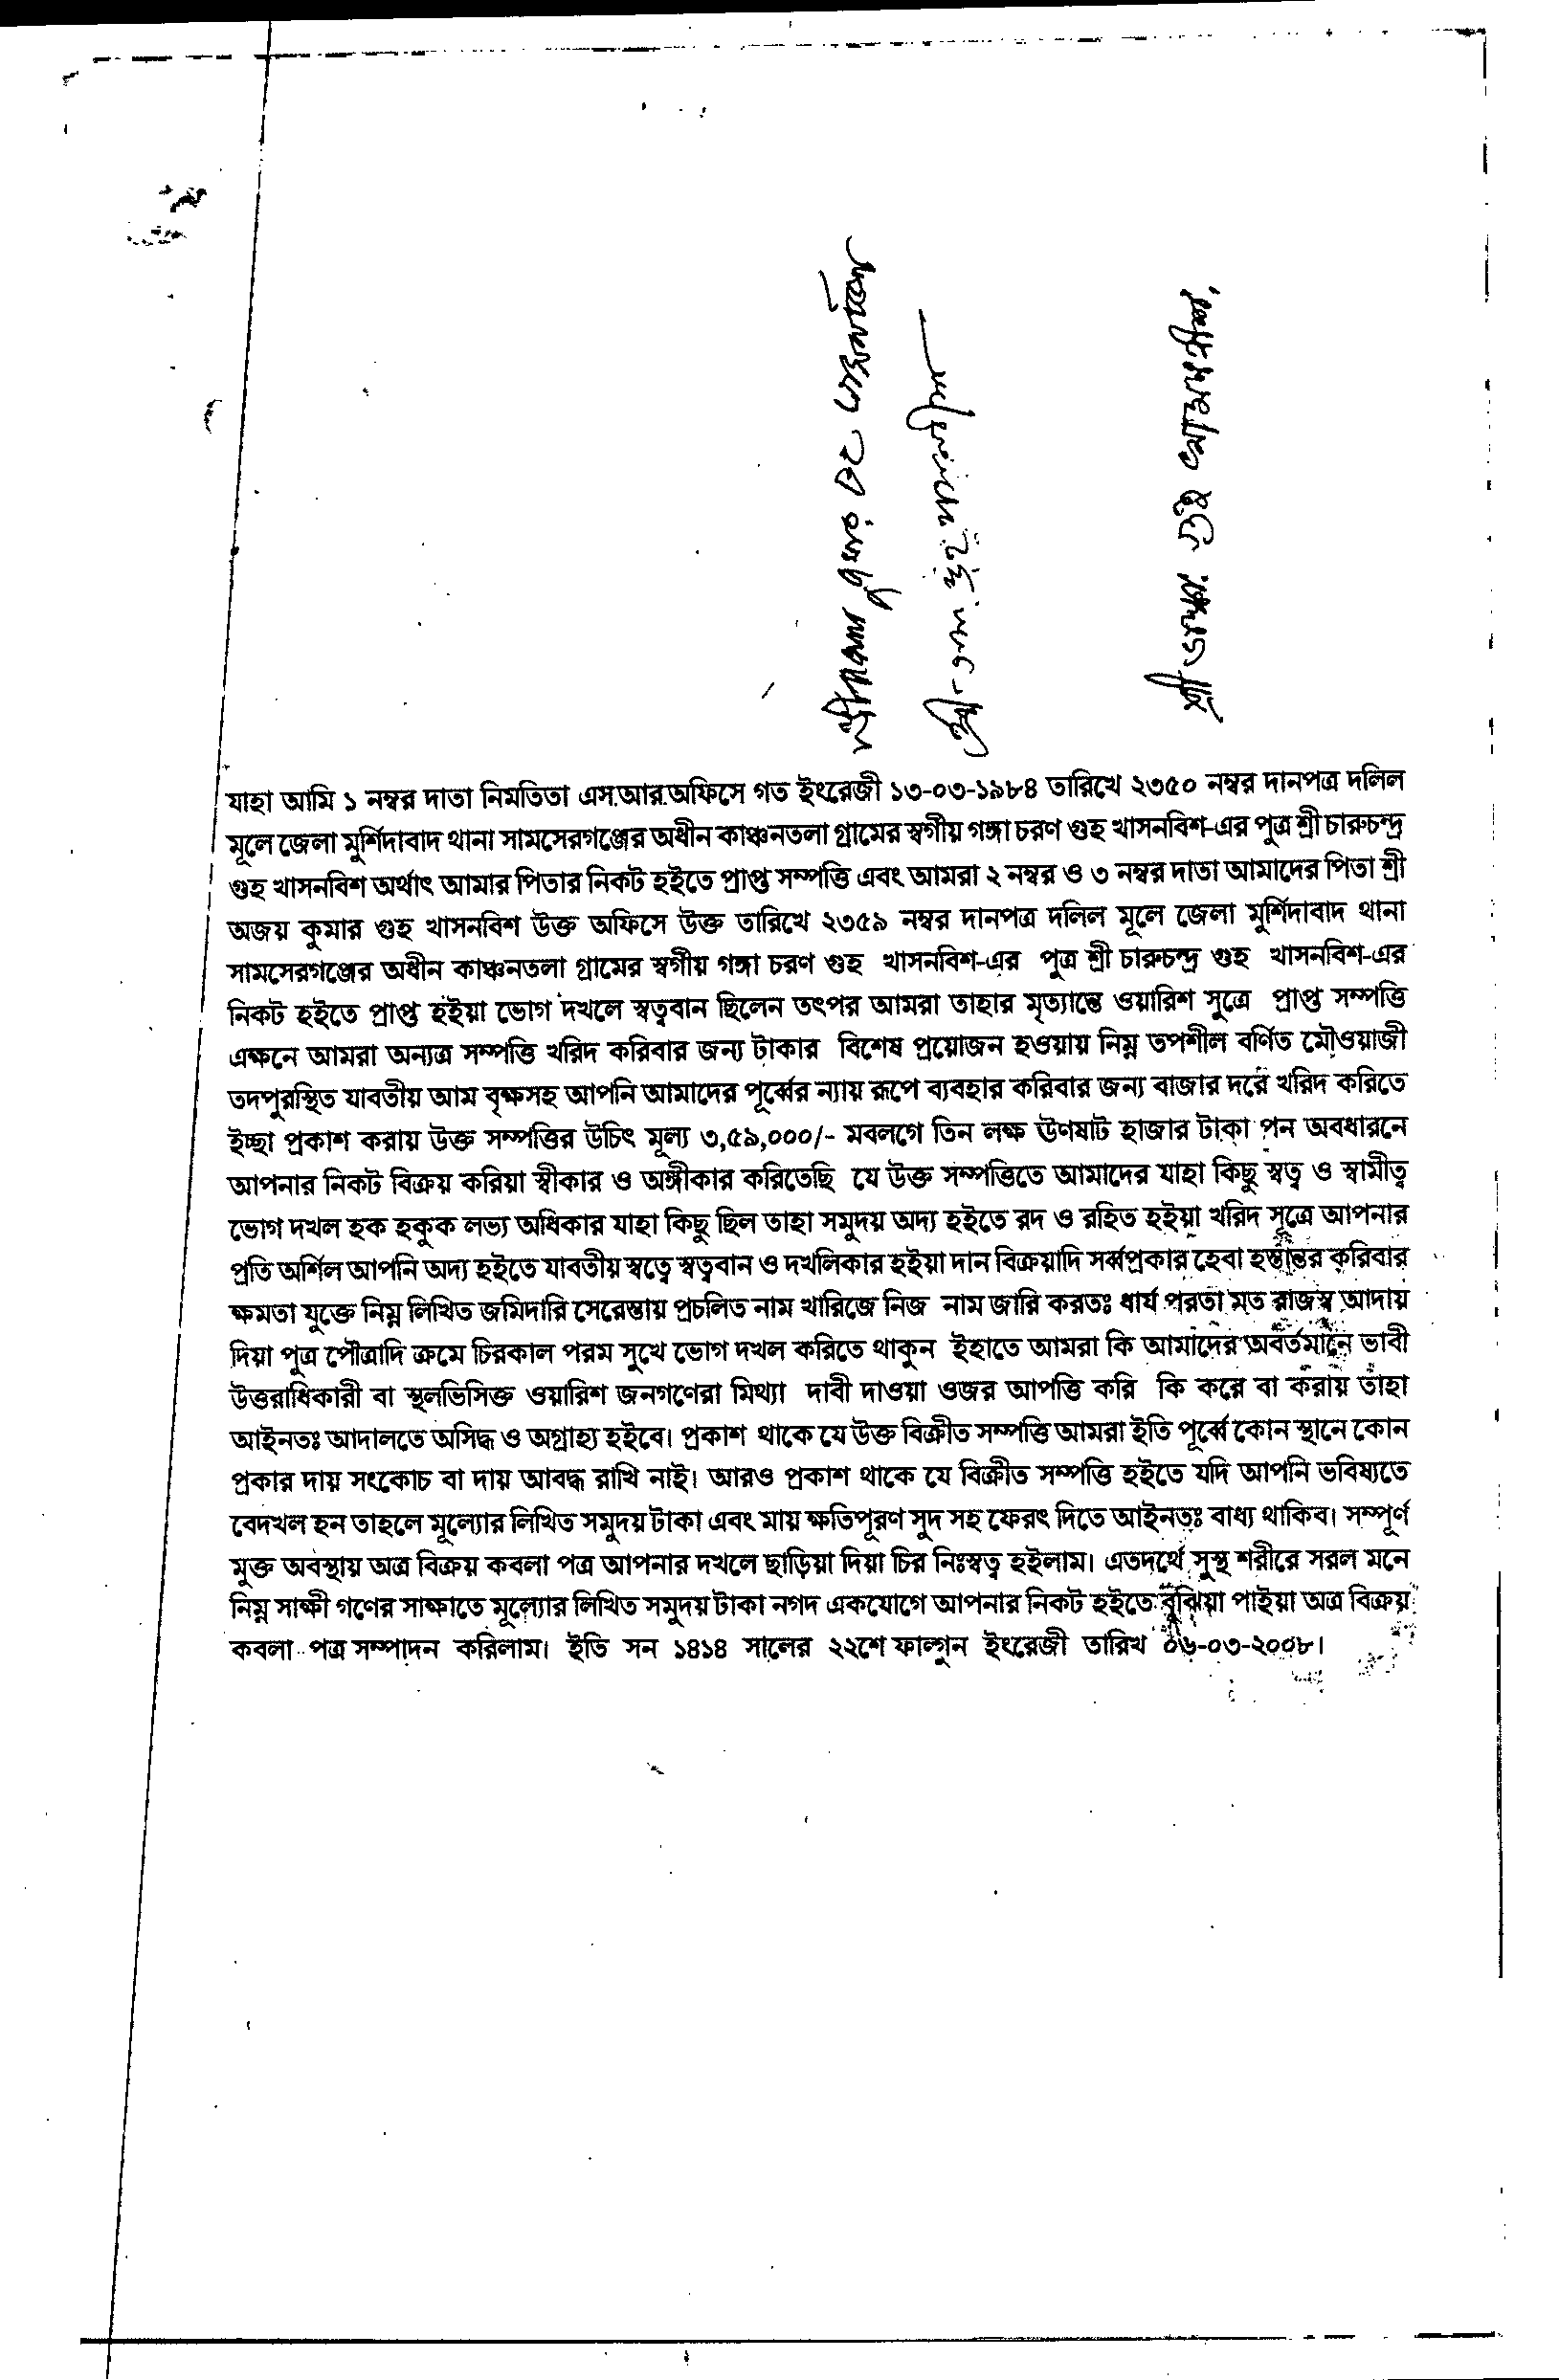 যাহা আমি ১ নম্বর দাতা নিমতিতা এস.আর.অফিসে গত ইংরেজী ১৩-০৩-১৯৮৪ তারিখে ২৩৫০ নম্বর দানপত্র দলিল
মূলে জেলা মুর্শিদাবাদ থানা সামসেরগঞ্জের অধীন কাঞ্চনতলা গ্রামের স্বর্গীয় গঙ্গা চরণ গুহ খাসনবিশ-এর পুত্র শ্রী চারুচন্দ্র
গুহ খাসনবিশ অর্থাৎ আমার পিতার নিকট হইতে প্রাপ্ত সম্পত্তি এবং আমরা ২ নম্বর ও ৩ নম্বর দাতা আমাদের পিতা শ্রী
অজয় কুমার গুহ খাসনবিশ উক্ত অফিসে উক্ত তারিখে ২৩৫৯ নম্বর দানপত্র দলিল মূলে জেলা মুর্শিদাবাদ থানা
সামসেরগঞ্জের অধীন কাঞ্চনতলা গ্রামের স্বর্গীয় গঙ্গা চরণ গুহ খাসনবিশ-এর পুত্র শ্রী চারুচন্দ্র গুহ খাসনবিশ-এর
নিকট হইতে প্রাপ্ত হইয়া ভোগ দখলে স্বত্ববান ছিলেন তৎপর আমরা তাহার মৃত্যান্তে ওয়ারিশ সুত্রে প্রাপ্ত সম্পত্তি
এক্ষনে আমরা অন্যত্র সম্পত্তি খরিদ করিবার জন্য টাকার বিশেষ প্রয়োজন হওয়ায় নিম্ন তপশীল বর্ণিত মৌওয়াজী
তদপুরস্থিত যাবতীয় আম বৃক্ষসহ আপনি আমাদের পূর্ব্বের ন্যায় রূপে ব্যবহার করিবার জন্য বাজার দরে খরিদ করিতে
ইচ্ছা প্রকাশ করায় উক্ত সম্পত্তির উচিৎ মূল্য ৩,৫৯,০০০/- মবলগে তিন লক্ষ ঊণষাট হাজার টাকা পন অবধারনে
আপনার নিকট বিক্রয় করিয়া স্বীকার ও অঙ্গীকার করিতেছি যে উক্ত সম্পত্তিতে আমাদের যাহা কিছু স্বত্ব ও স্বামীত্ব
ভোগ দখল হক হকুক লভ্য অধিকার যাহা কিছু ছিল তাহা সমুদয় অদ্য হইতে রদ ও রহিত হইয়া খরিদ সূত্রে আপনার
প্রতি অর্শিল আপনি অদ্য হইতে যাবতীয় স্বত্বে স্বত্ববান ও দখলিকার হইয়া দান বিক্রয়াদি সর্ব্বপ্রকার হেবা হস্তান্তর করিবার
ক্ষমতা যুক্তে নিম্ন লিখিত জমিদারি সেরেস্তায় প্রচলিত নাম খারিজে নিজ নাম জারি করতঃ ধার্য পরতা মত রাজস্ব আদায়
দিয়া পুত্র পৌত্রাদি ক্রমে চিরকাল পরম সুখে ভোগ দখল করিতে থাকুন ইহাতে আমরা কি আমাদের অবর্তমানে ভাবী
উত্তরাধিকারী বা স্থলভিসিক্ত ওয়ারিশ জনগণেরা মিথ্যা দাবী দাওয়া ওজর আপত্তি করি কি করে বা করায় তাহা
আইনতঃ আদালতে অসিদ্ধ ও অগ্রাহ্য হইবে। প্রকাশ থাকে যে উক্ত বিক্রীত সম্পত্তি আমরা ইতি পূর্ব্বে কোন স্থানে কোন
প্রকার দায় সংকোচ বা দায় আবদ্ধ রাখি নাই। আরও প্রকাশ থাকে যে বিক্রীত সম্পত্তি হইতে যদি আপনি ভবিষ্যতে
বেদখল হন তাহলে মূল্যের লিখিত সমুদয় টাকা এবং মায় ক্ষতিপূরণ সুদ সহ ফেরৎ দিতে আইনতঃ বাধ্য থাকিব। সম্পূর্ণ
মুক্ত অবস্থায় অত্র বিক্রয় কবলা পত্র আপনার দখলে ছাড়িয়া দিয়া চির নিঃস্বত্ব হইলাম। এতদর্থে সুস্থ শরীরে সরল মনে
নিম্ন সাক্ষী গণের সাক্ষাতে মূল্যের লিখিত সমুদয় টাকা নগদ একযোগে আপনার নিকট হইতে বুঝিয়া পাইয়া অত্র বিক্রয়
কবলা পত্র সম্পাদন করিলাম। ইতি সন ১৪১৪ সালের ২২শে ফাল্গুন ইংরেজী তারিখ ০৬-০৩-২০০৮।